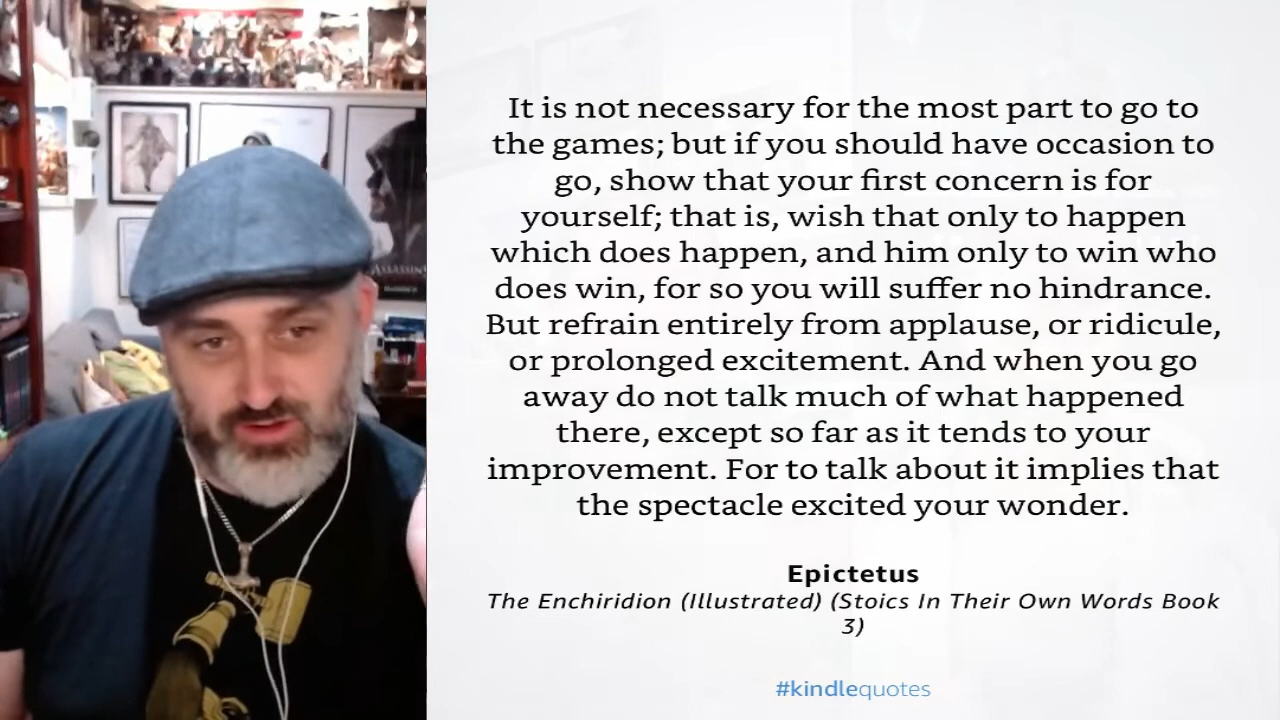 ASSASSIN'S
It is not necessary for the most part to go to
the games; but if you should have occasion to
go, show that your first concern is for
yourself; that is, wish that only to happen
which does happen, and him only to win who
does win, for so you will suffer no hindrance.
But refrain entirely from applause, or ridicule,
or prolonged excitement. And when you go
away do not talk much of what happened
there, except so far as it tends to your
improvement. For to talk about it implies that
the spectacle excited your wonder.
Epictetus
The Enchiridion (Illustrated) (Stoics In Their Own Words Book
3)
#kindlequotes